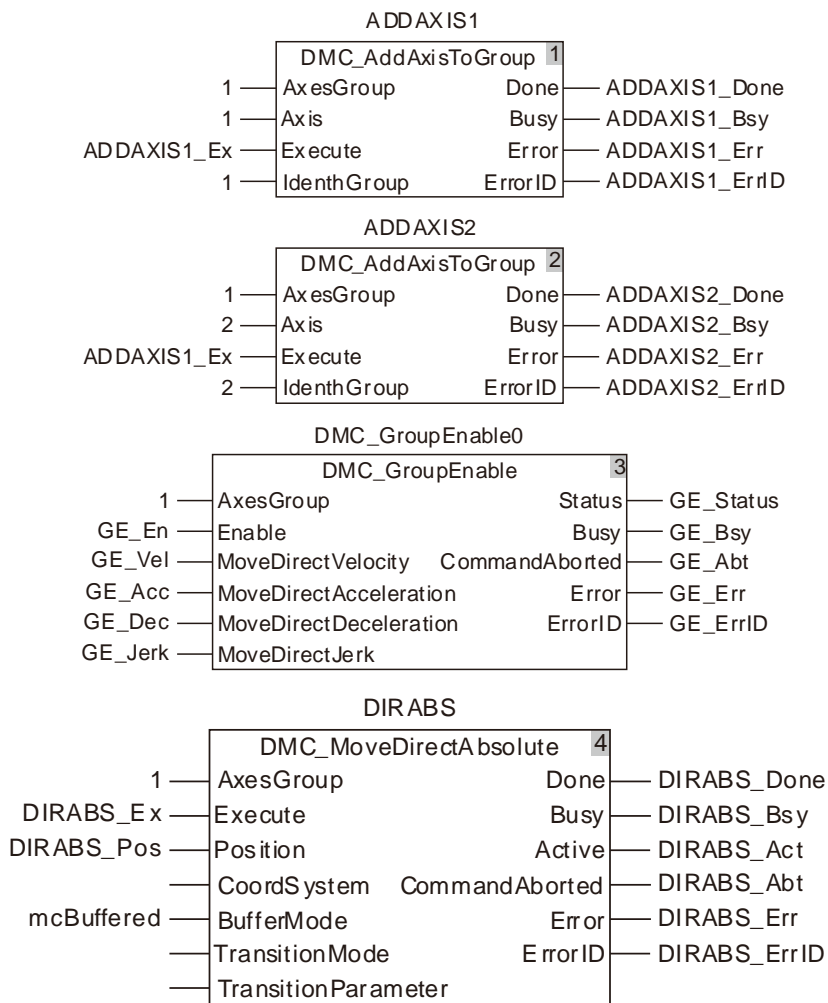 ADDAXIS1
DMC_AddAxisToGroup 1
1 AxesGroup Done ADDAXIS1_Done
1 Axis Busy ADDAXIS1_Bsy
ADDAXIS1_Ex Execute Error ADDAXIS1_Err
1 IdenthGroup ErrorID ADDAXIS1_ErrID
ADDAXIS2
DMC_AddAxisToGroup 2
1 AxesGroup Done ADDAXIS2_Done
2 Axis Busy ADDAXIS2_Bsy
ADDAXIS1_Ex Execute Error ADDAXIS2_Err
2 IdenthGroup ErrorID ADDAXIS2_ErrID
DMC_GroupEnable0
DMC_GroupEnable 3
1 AxesGroup Status GE_Status
GE_En Enable Busy GE_Bsy
GE_Vel MoveDirectVelocity CommandAborted GE_Abt
GE_Acc MoveDirectAcceleration Error GE_Err
GE_Dec MoveDirectDeceleration ErrorID GE_ErrID
GE_Jerk MoveDirectJerk
DIRABS
DMC_MoveDirectAbsolute 4
1 AxesGroup Done DIRABS_Done
DIRABS_Ex Execute Busy DIRABS_Bsy
DIRABS_Pos Position Active DIRABS_Act
CoordSystem CommandAborted DIRABS_Abt
mcBuffered BufferMode Error DIRABS_Err
TransitionMode ErrorID DIRABS_ErrID
TransitionParameter